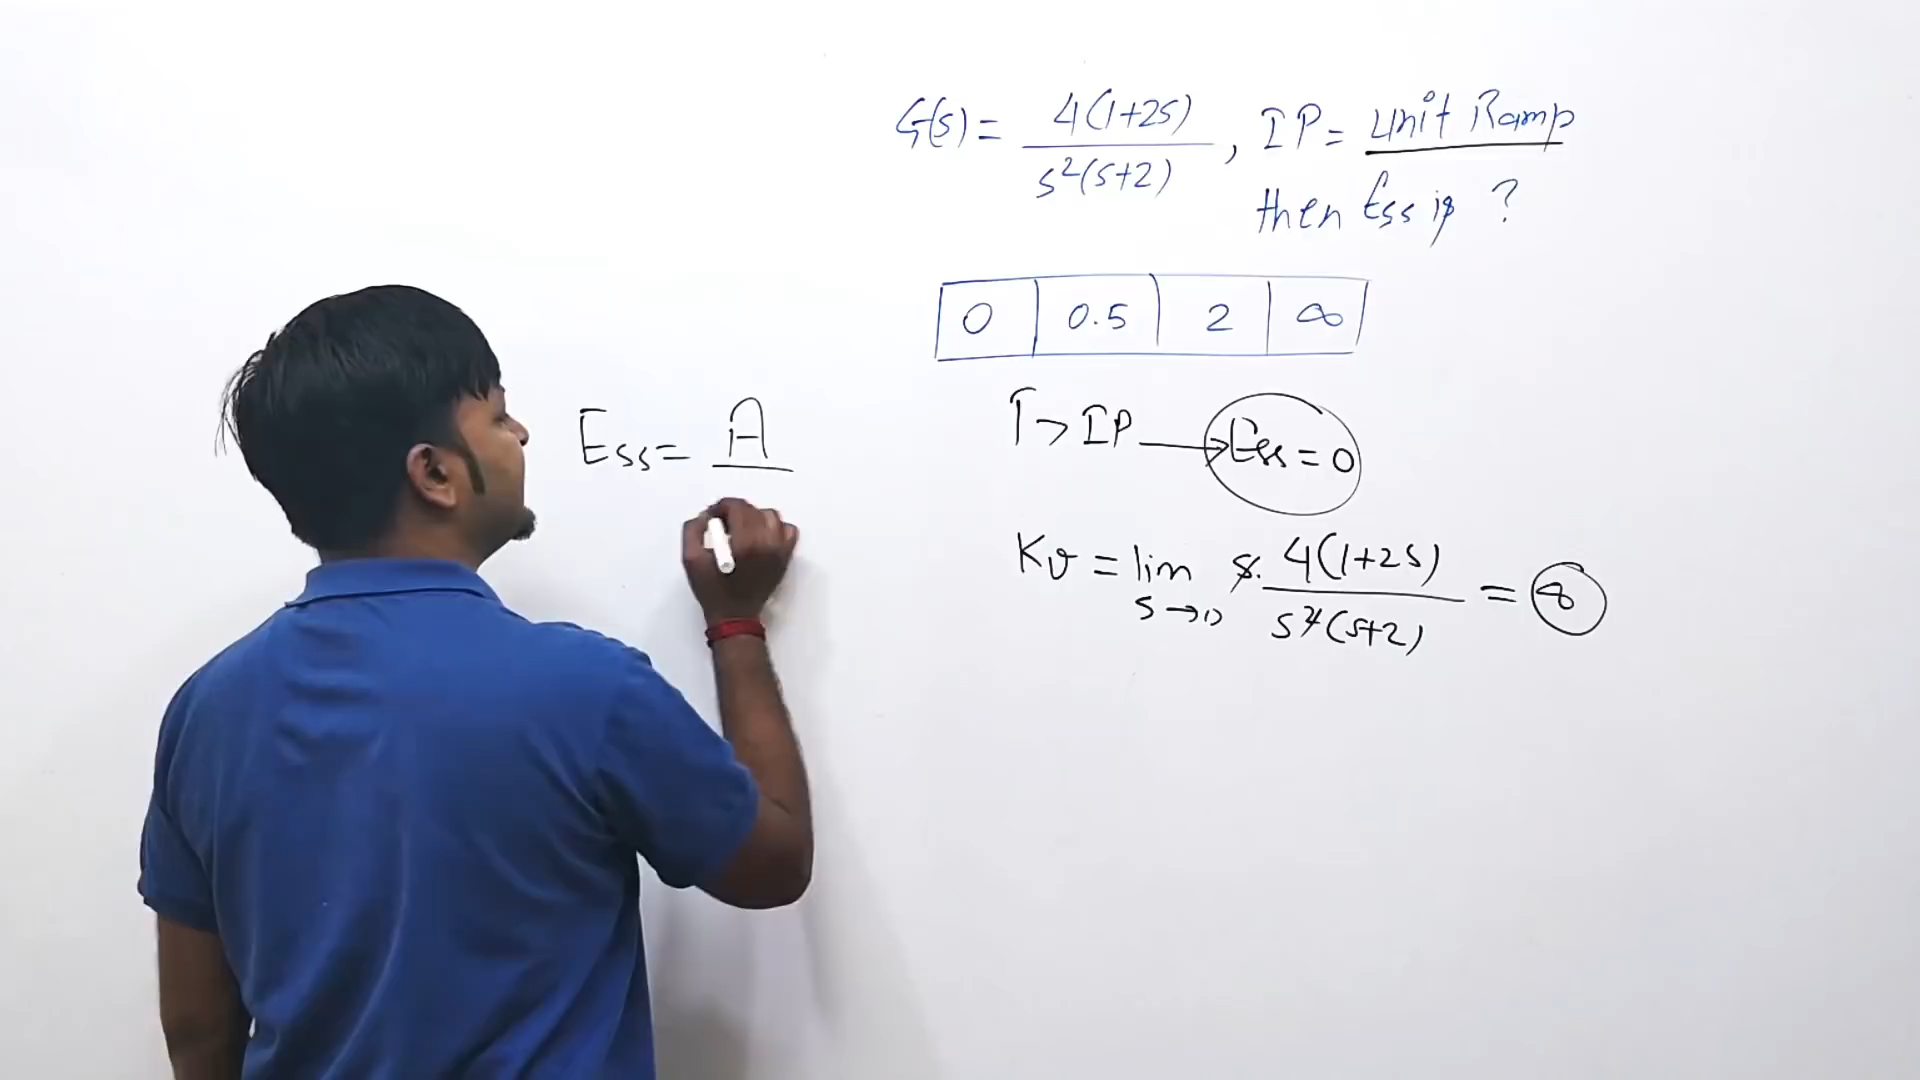 G(s) = 4(1+2s) / s²(s+2) , IP = unit Ramp
then Ess is ?
0 | 0.5 | 2 | ∞
T > IP → Ess = 0
Ess = A
Kv = lim s→0 s. 4(1+2s) / s²(s+2) = ∞